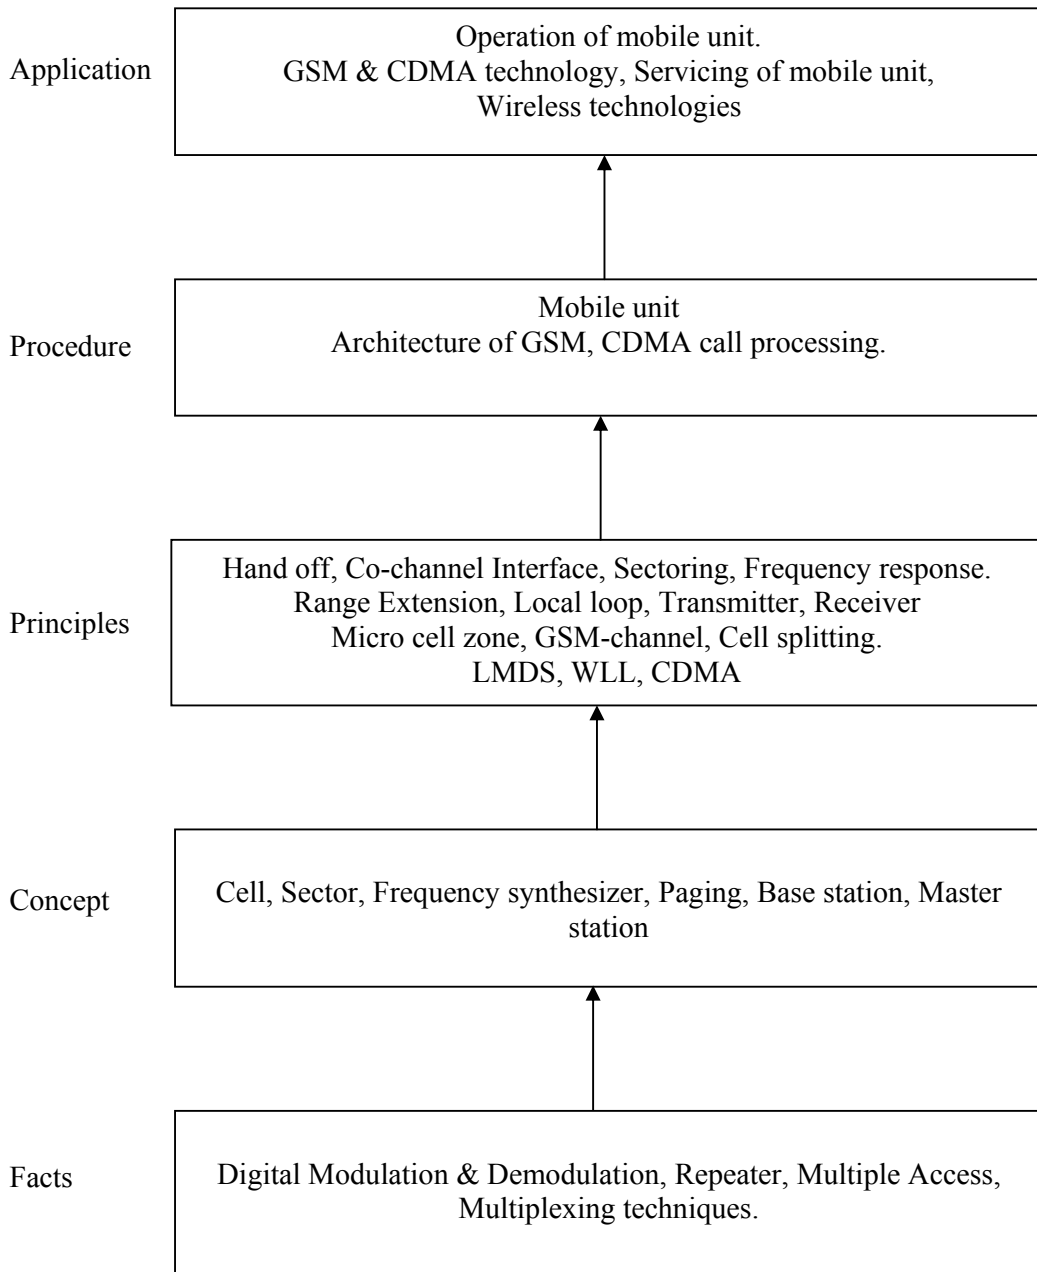 Application
Operation of mobile unit.
GSM & CDMA technology, Servicing of mobile unit,
Wireless technologies
Procedure
Mobile unit
Architecture of GSM, CDMA call processing.
Principles
Hand off, Co-channel Interface, Sectoring, Frequency response.
Range Extension, Local loop, Transmitter, Receiver
Micro cell zone, GSM-channel, Cell splitting.
LMDS, WLL, CDMA
Concept
Cell, Sector, Frequency synthesizer, Paging, Base station, Master
station
Facts
Digital Modulation & Demodulation, Repeater, Multiple Access,
Multiplexing techniques.